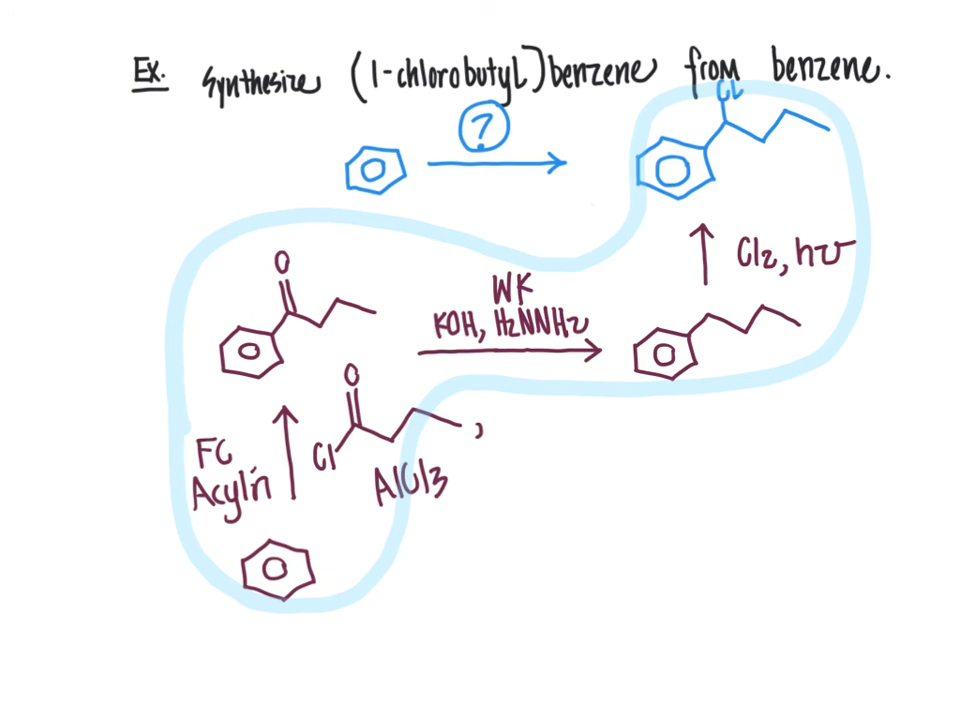 Ex. Synthesize (1-chlorobutyl)benzene from benzene.
Cl
?
Cl2, hν
O
WK
KOH, H2NNH2
O
Cl
,
FC
Acyl'n
AlCl3